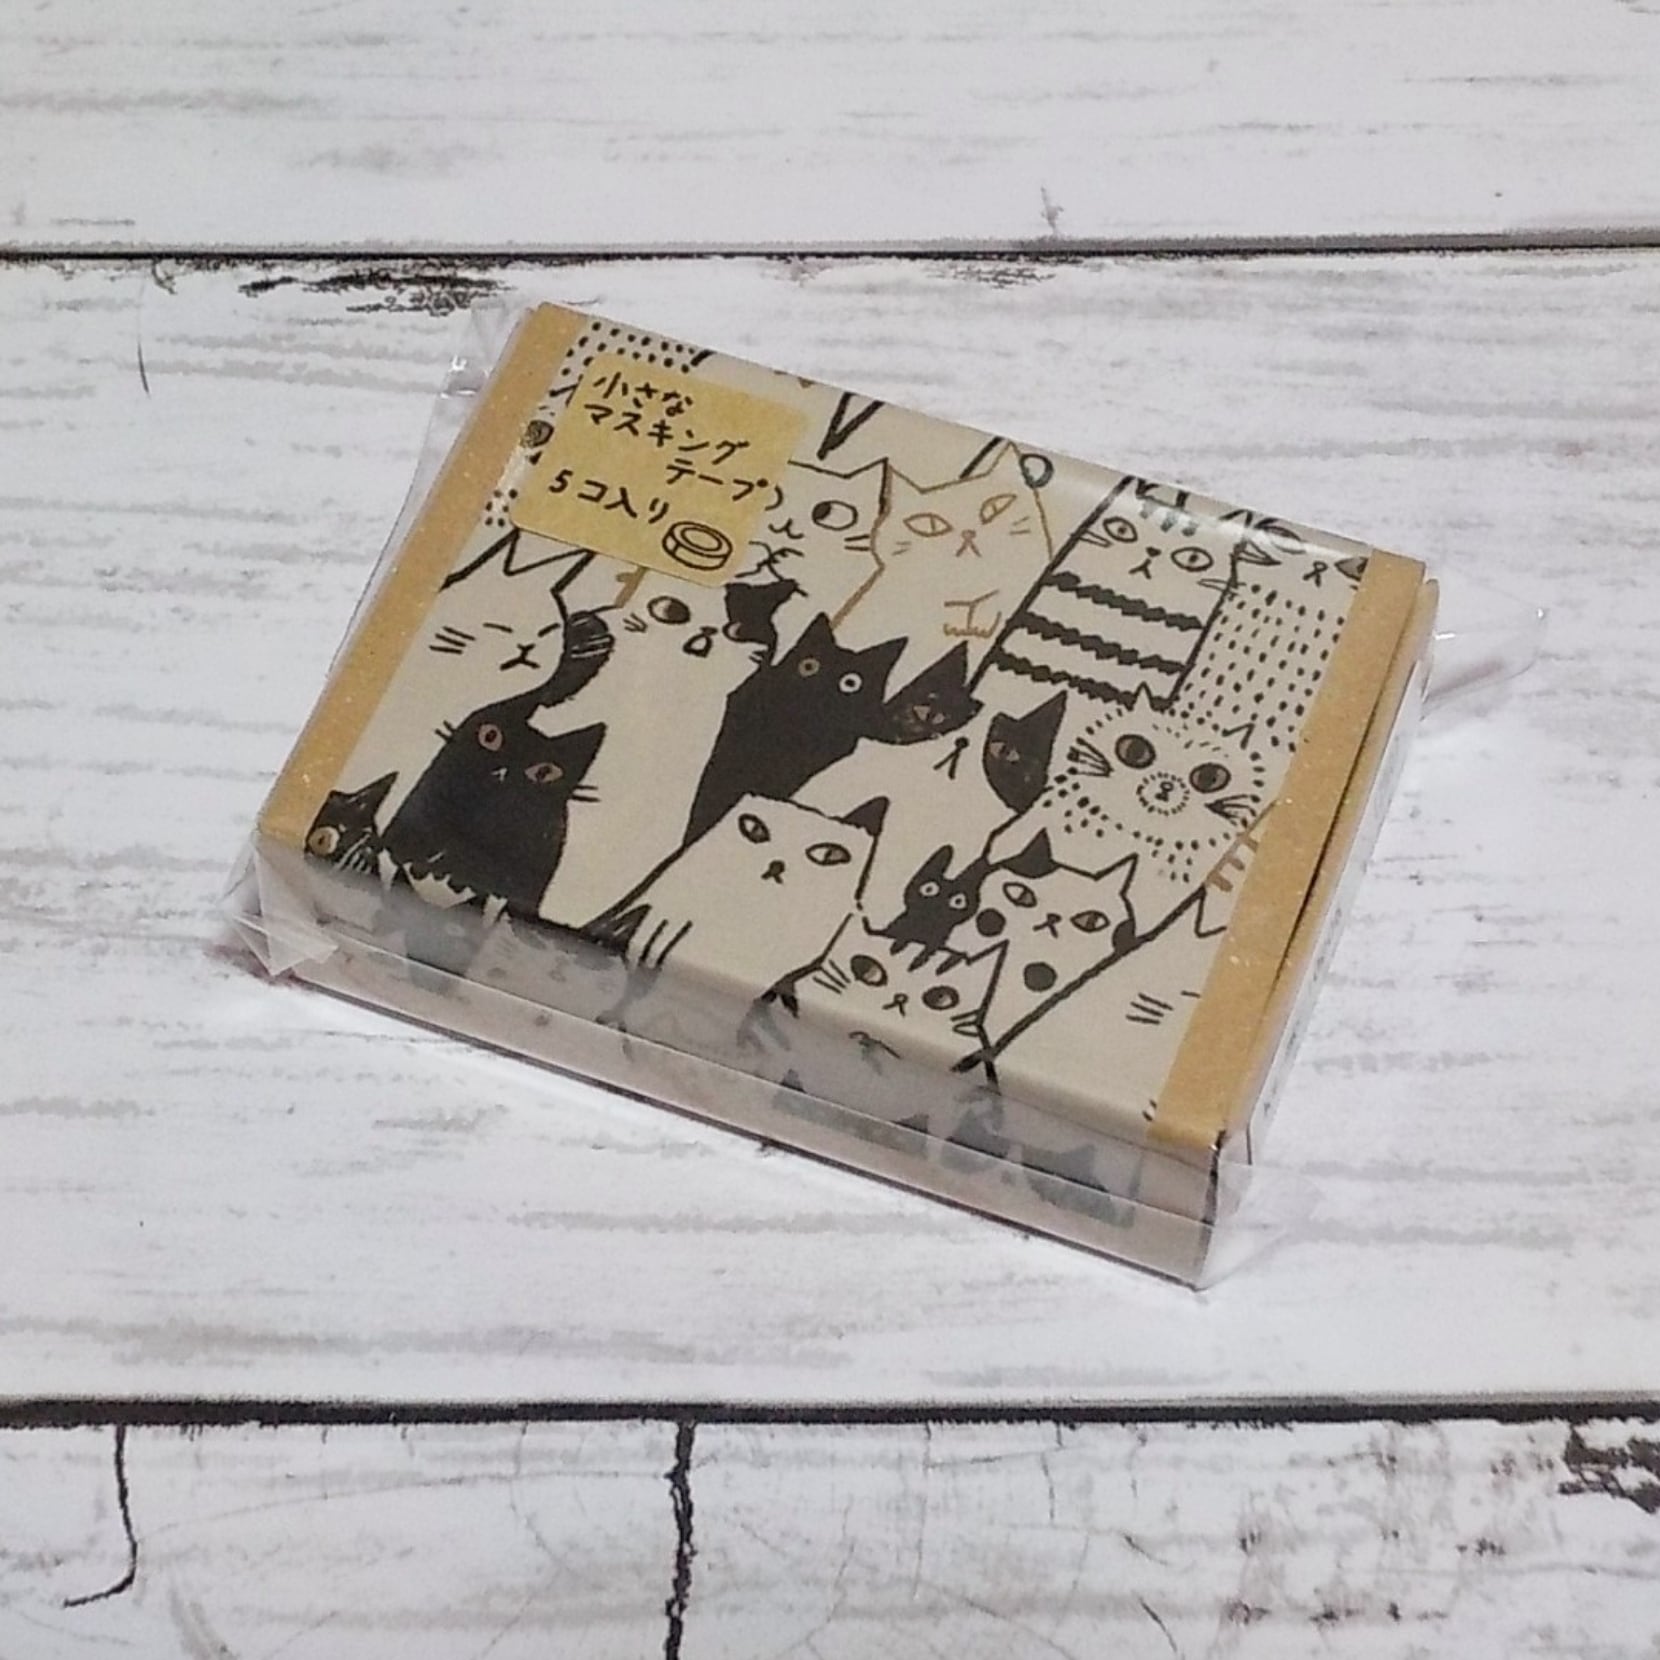 小さな
マスキング
テープ
5コ入り